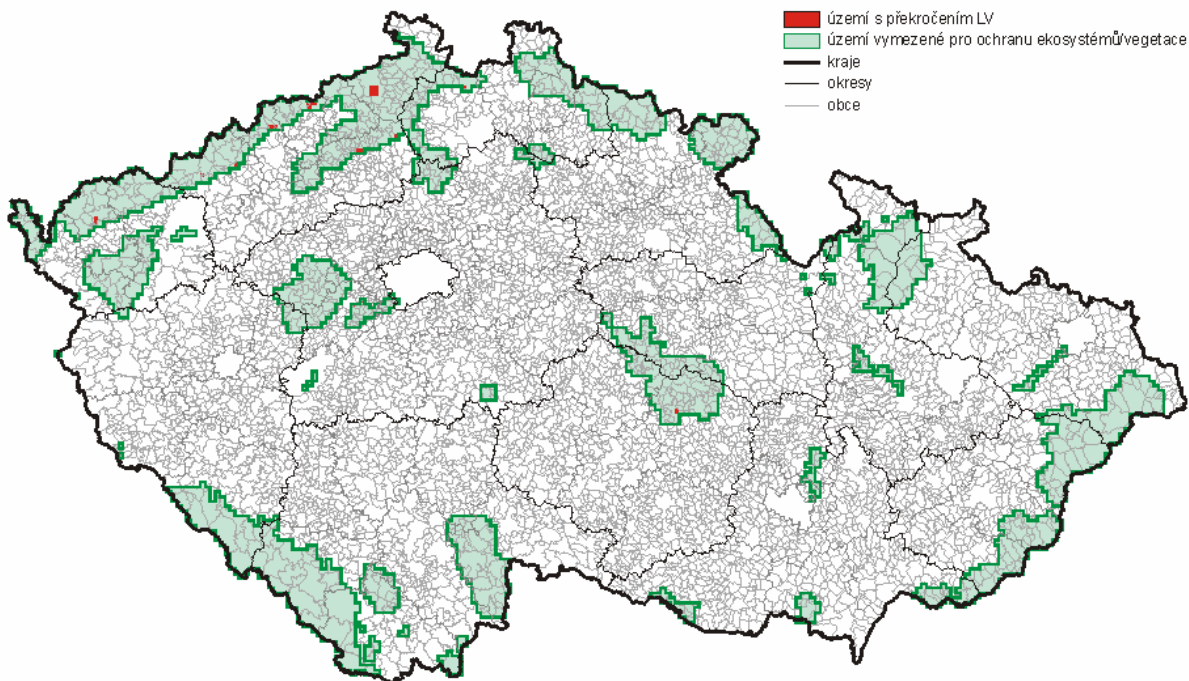 území s překročením LV
území vymezené pro ochranu ekosystémů/vegetace
kraje
okresy
obce